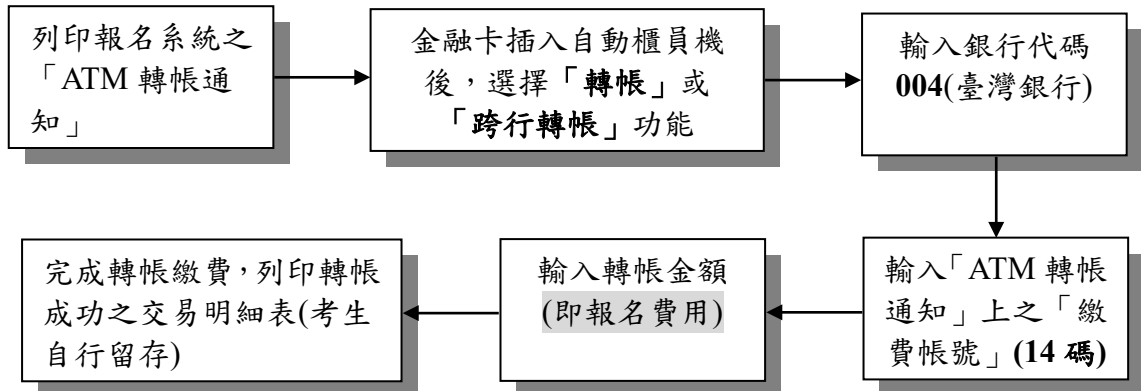 列印報名系統之
「ATM 轉帳通
知」
金融卡插入自動櫃員機
後，選擇「轉帳」或
「跨行轉帳」功能
輸入銀行代碼
004(臺灣銀行)
輸入「ATM 轉帳
通知」上之「繳
費帳號」(14 碼)
輸入轉帳金額
(即報名費用)
完成轉帳繳費，列印轉帳
成功之交易明細表(考生
自行留存)